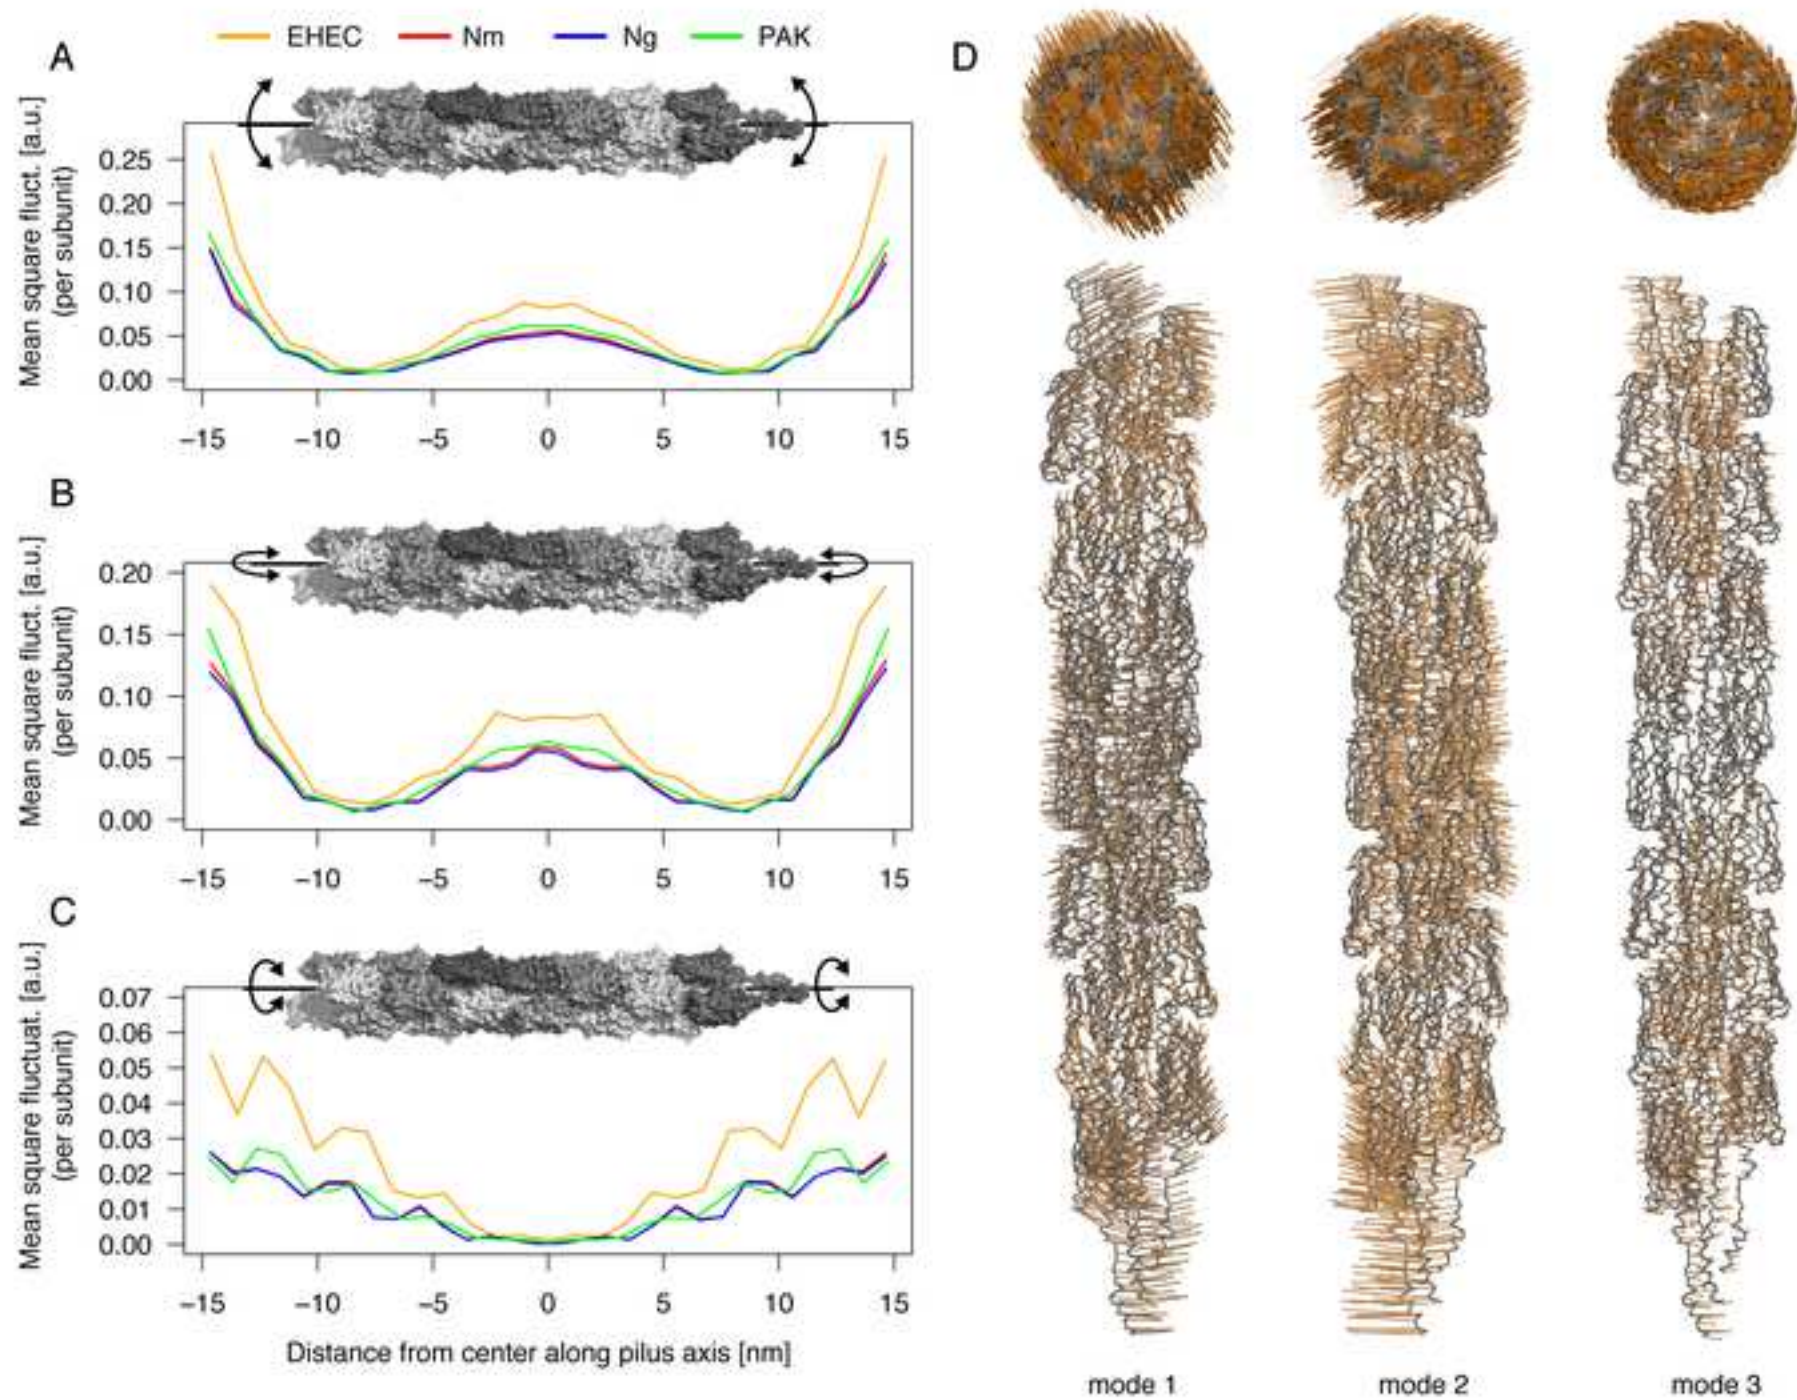 EHEC Nm Ng PAK
A
Mean square fluct. [a.u.]
(per subunit)
0.25
0.20
0.15
0.10
0.05
0.00
−15 −10 −5 0 5 10 15
B
Mean square fluct. [a.u.]
(per subunit)
0.20
0.15
0.10
0.05
0.00
−15 −10 −5 0 5 10 15
C
Mean square fluctuat. [a.u.]
(per subunit)
0.07
0.06
0.05
0.04
0.03
0.02
0.01
0.00
−15 −10 −5 0 5 10 15
Distance from center along pilus axis [nm]
D
mode 1 mode 2 mode 3